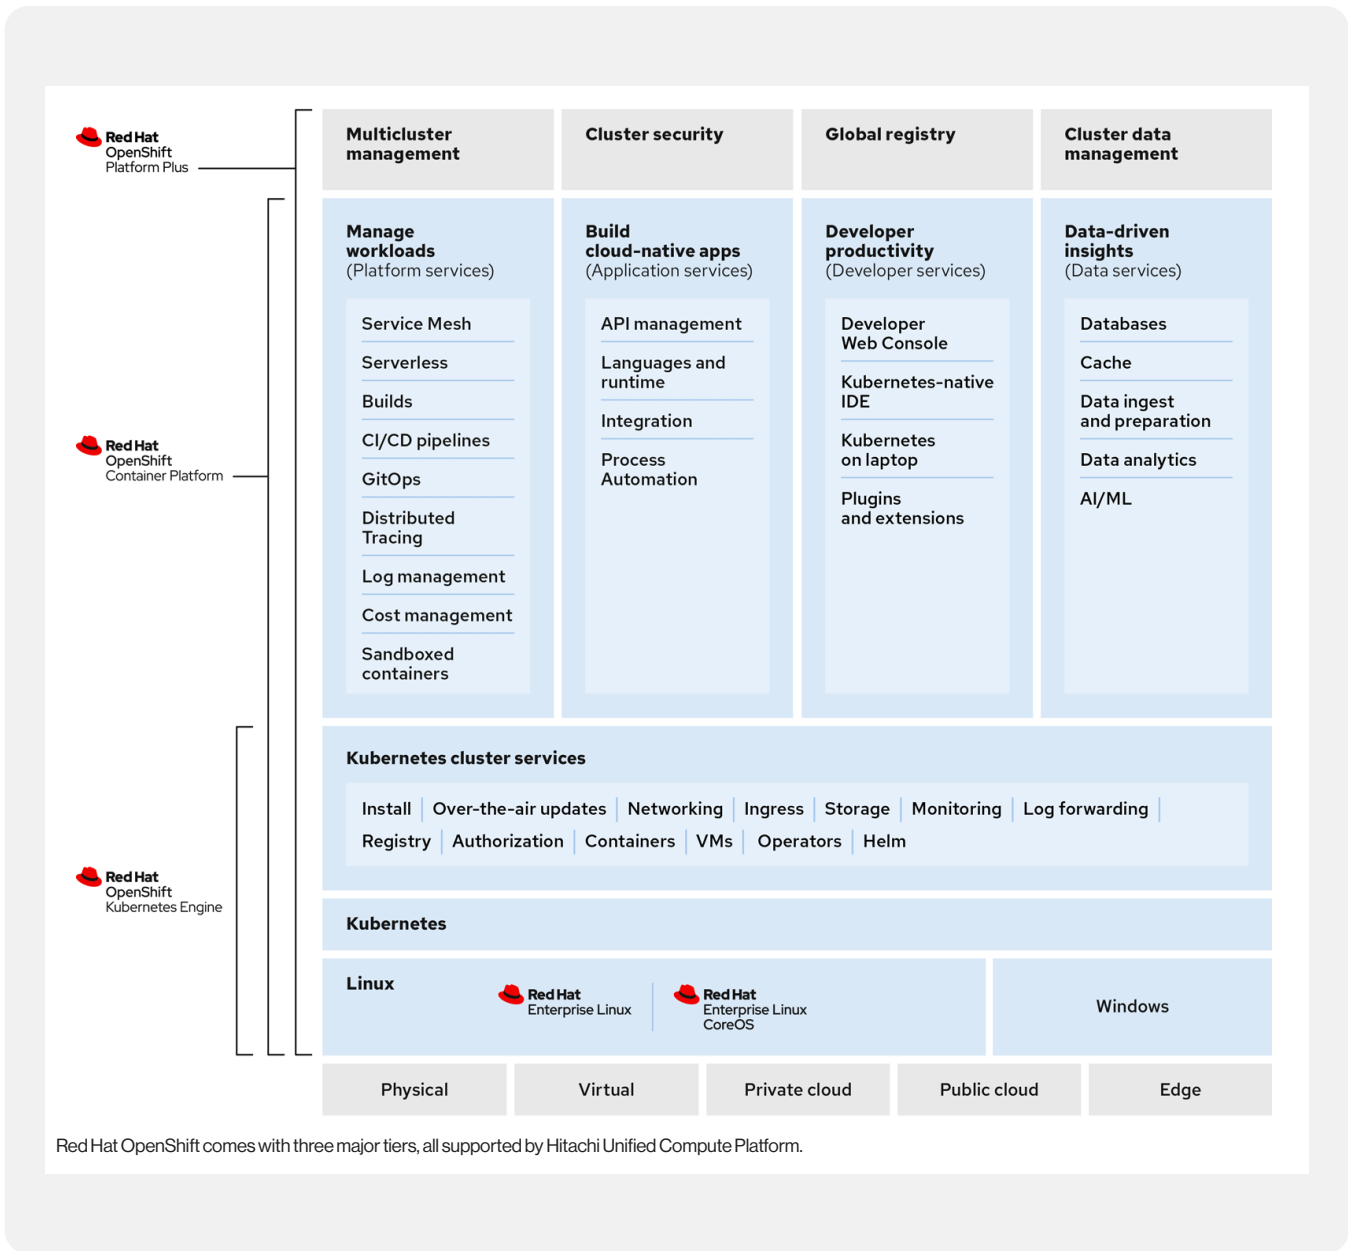 Red Hat
OpenShift
Platform Plus
Multicluster
management
Cluster security
Global registry
Cluster data
management
Red Hat
OpenShift
Container Platform
Manage
workloads
(Platform services)
Service Mesh
Serverless
Builds
CI/CD pipelines
GitOps
Distributed
Tracing
Log management
Cost management
Sandboxed
containers
Build
cloud-native apps
(Application services)
API management
Languages and
runtime
Integration
Process
Automation
Developer
productivity
(Developer services)
Developer
Web Console
Kubernetes-native
IDE
Kubernetes
on laptop
Plugins
and extensions
Data-driven
insights
(Data services)
Databases
Cache
Data ingest
and preparation
Data analytics
AI/ML
Red Hat
OpenShift
Kubernetes Engine
Kubernetes cluster services
Install | Over-the-air updates | Networking | Ingress | Storage | Monitoring | Log forwarding |
Registry | Authorization | Containers | VMs | Operators | Helm
Kubernetes
Linux
Red Hat
Enterprise Linux
Red Hat
Enterprise Linux
CoreOS
Windows
Physical
Virtual
Private cloud
Public cloud
Edge
Red Hat OpenShift comes with three major tiers, all supported by Hitachi Unified Compute Platform.